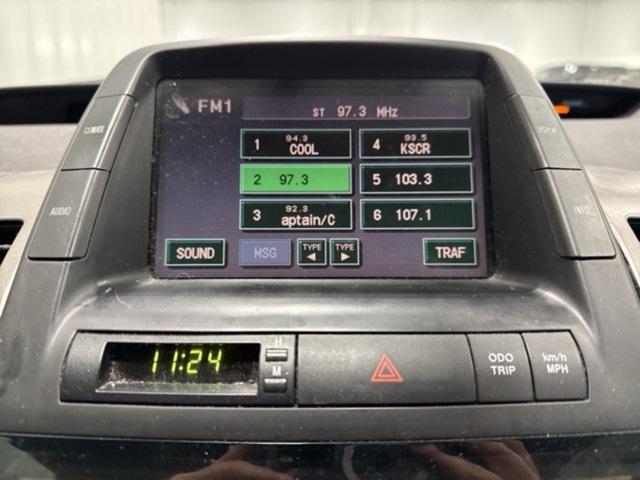 FM1
ST 97.3 MHz
CLIMATE
DISPLAY
1 94.3 COOL
4 93.5 KSCR
2 97.3
5 103.3
AUDIO
INFO
3 92.3 aptain/C
6 107.1
SOUND
MSG
TYPE ◀
TYPE ▶
TRAF
11:24
H
M
ODO TRIP
km/h MPH